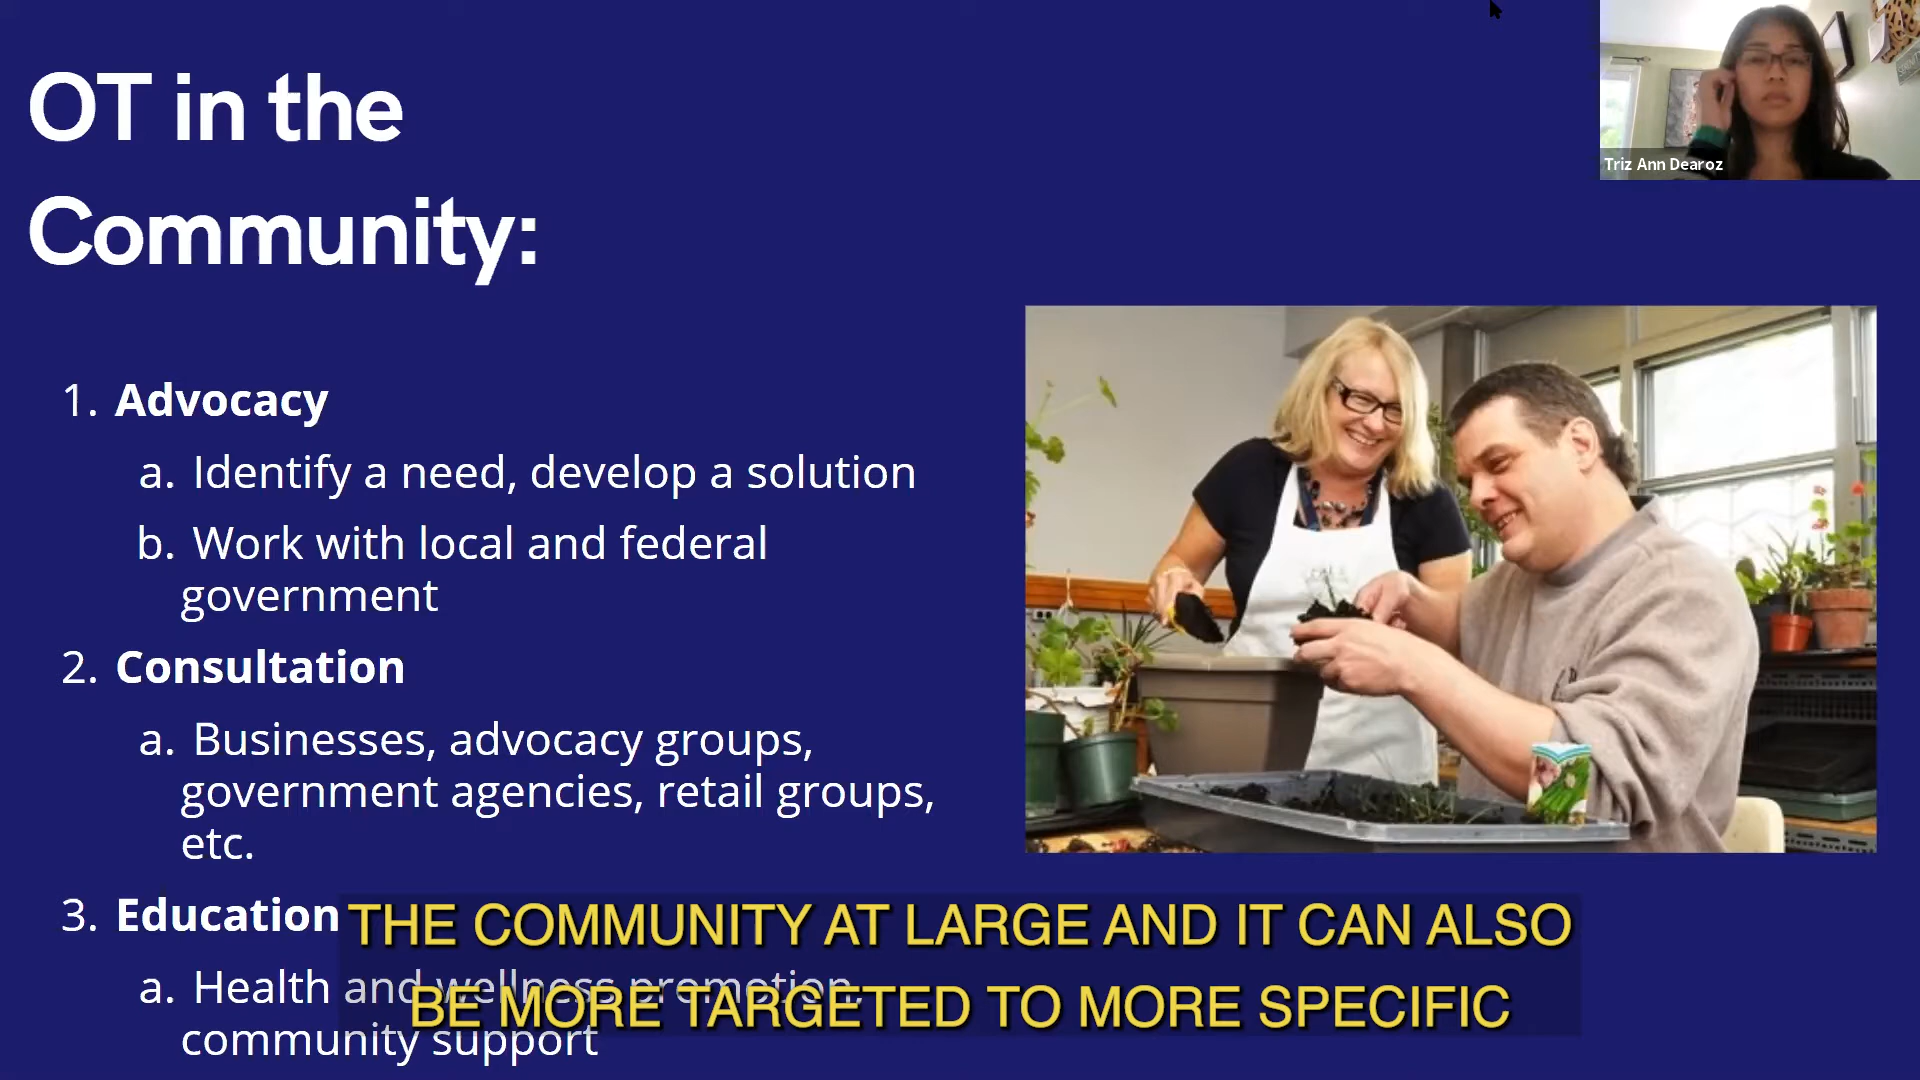 OT in the
Community:
Triz Ann Dearoz
1. Advocacy
a. Identify a need, develop a solution
b. Work with local and federal
government
2. Consultation
a. Businesses, advocacy groups,
government agencies, retail groups,
etc.
3. Education
a. Health and wellness promotion,
community support
THE COMMUNITY AT LARGE AND IT CAN ALSO
BE MORE TARGETED TO MORE SPECIFIC